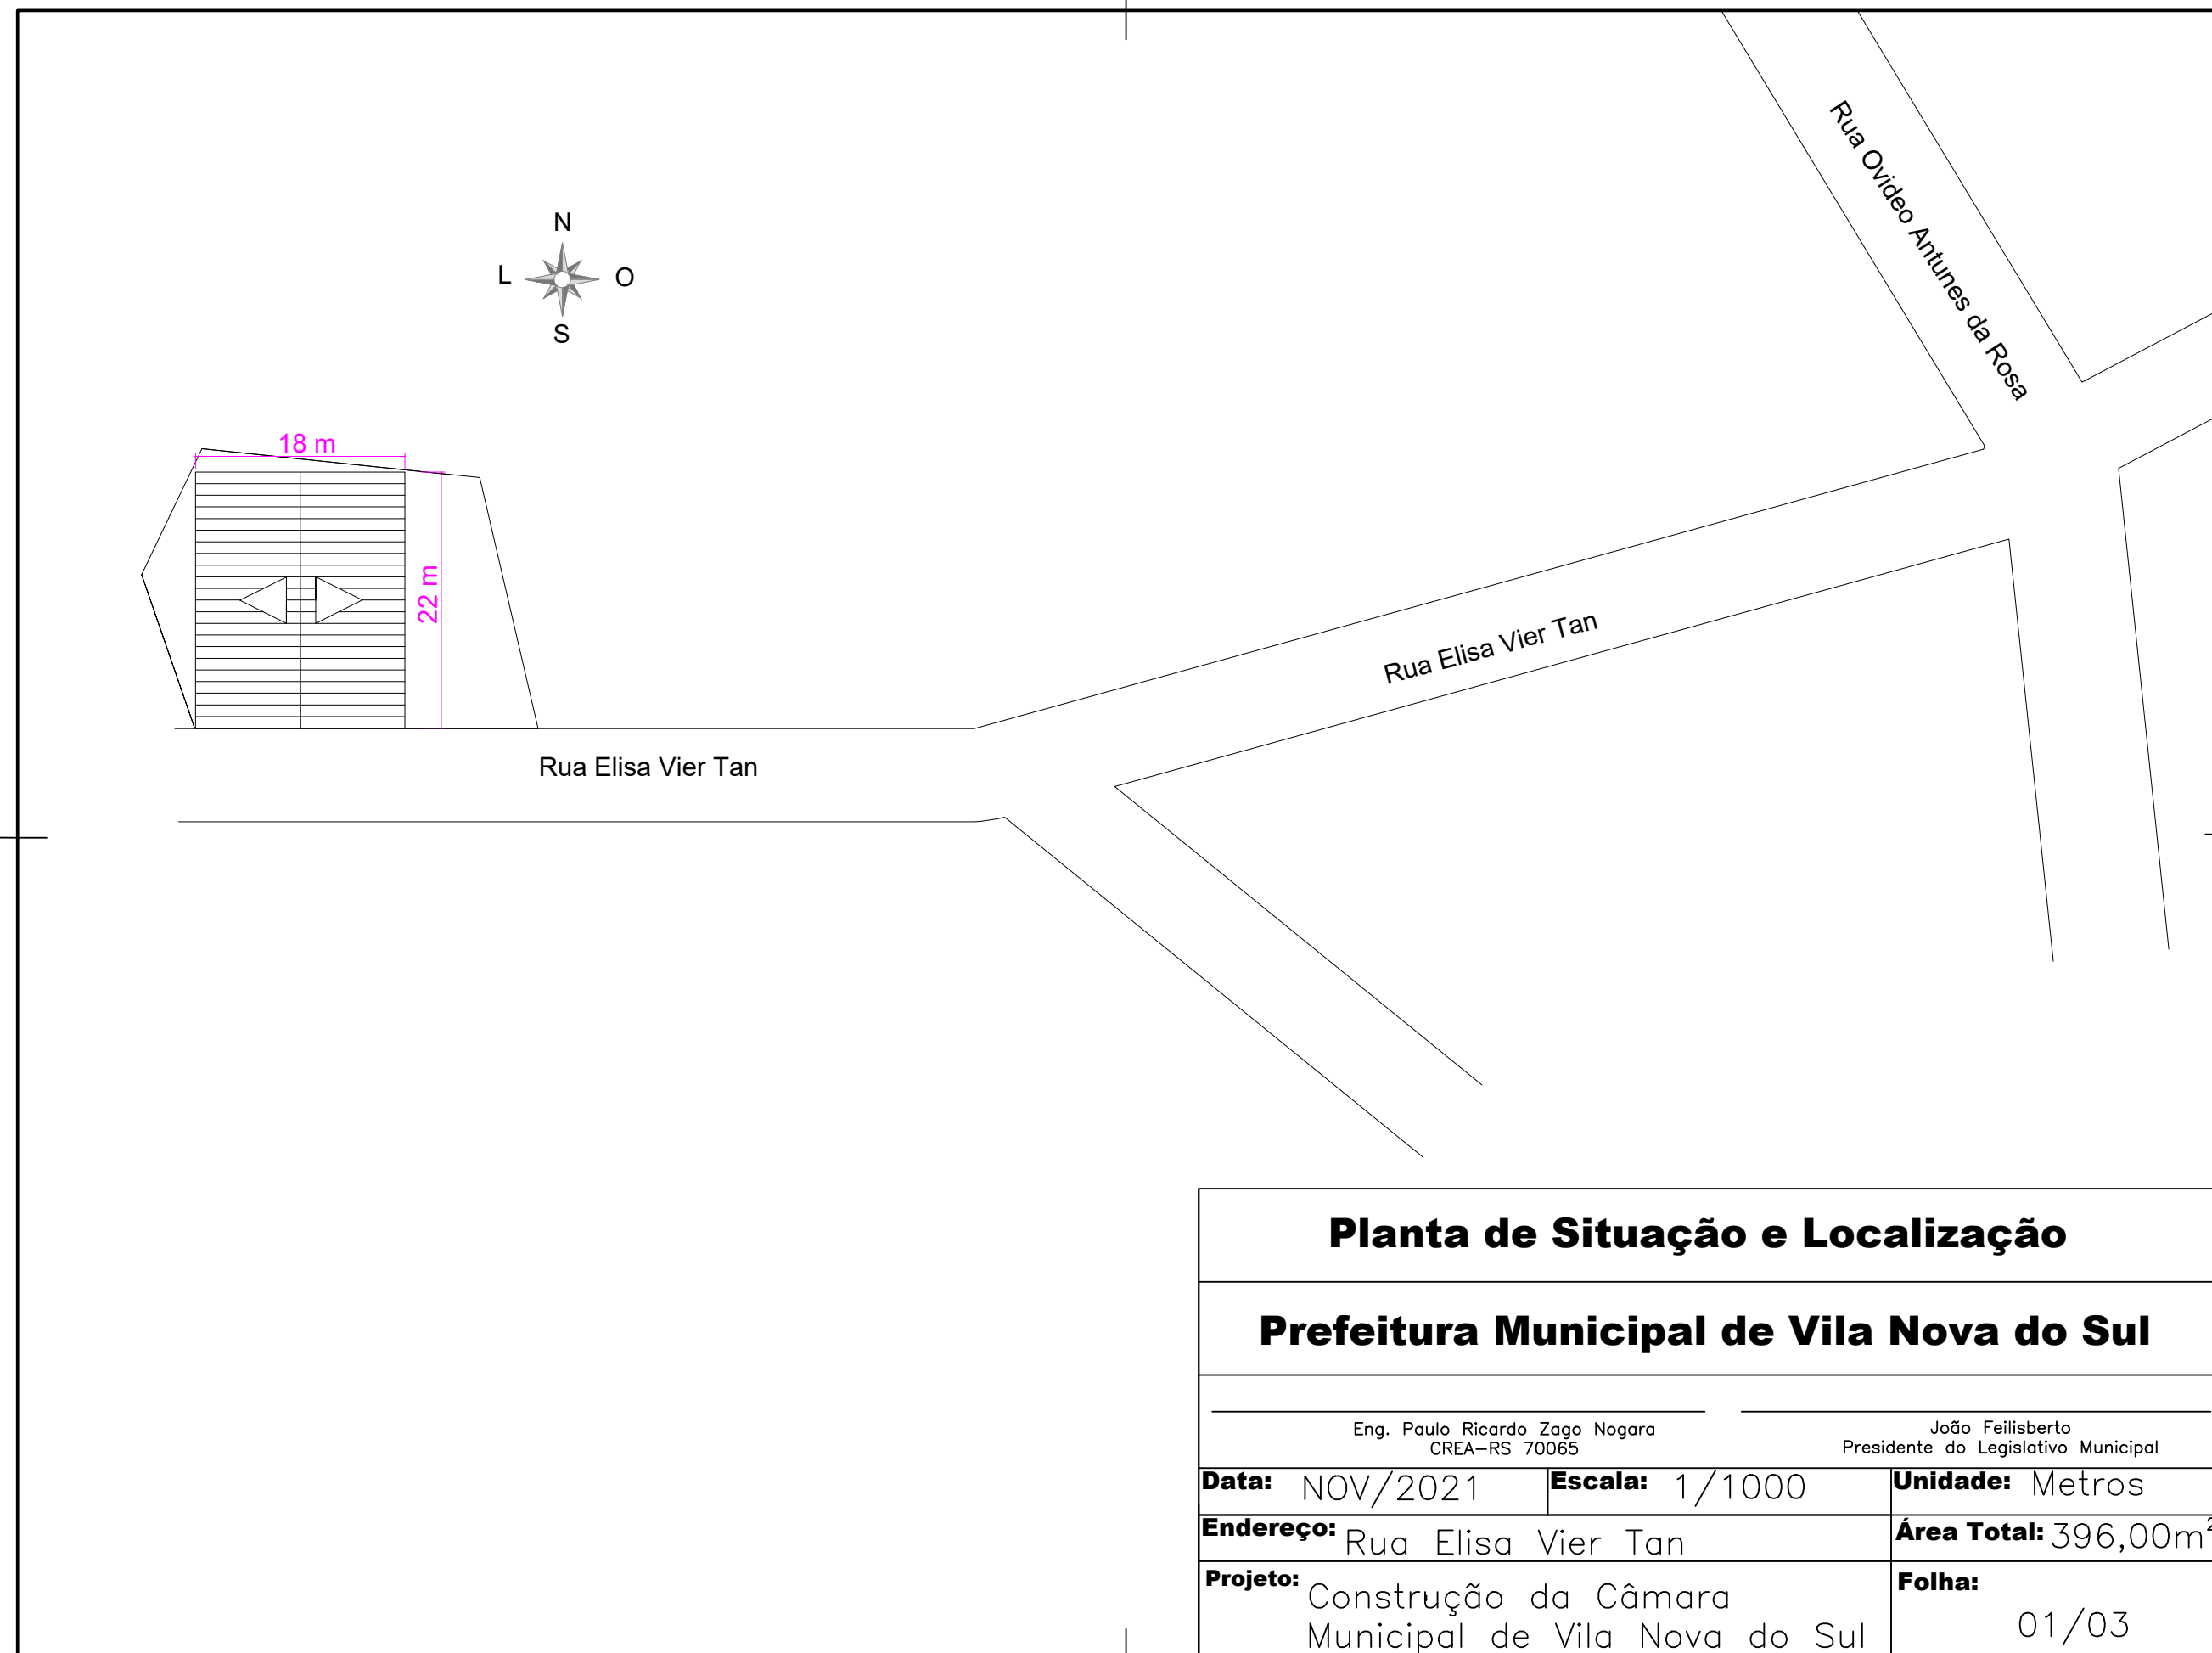 Rua Ovideo Antunes da Rosa
N
L
O
S
18 m
22 m
Rua Elisa Vier Tan
Rua Elisa Vier Tan
Planta de Situação e Localização
Prefeitura Municipal de Vila Nova do Sul
Eng. Paulo Ricardo Zago Nogara
CREA-RS 70065
João Feilisberto
Presidente do Legislativo Municipal
Data: NOV/2021
Escala: 1/1000
Unidade: Metros
Endereço: Rua Elisa Vier Tan
Área Total: 396,00m²
Projeto: Construção da Câmara
Municipal de Vila Nova do Sul
Folha:
01/03